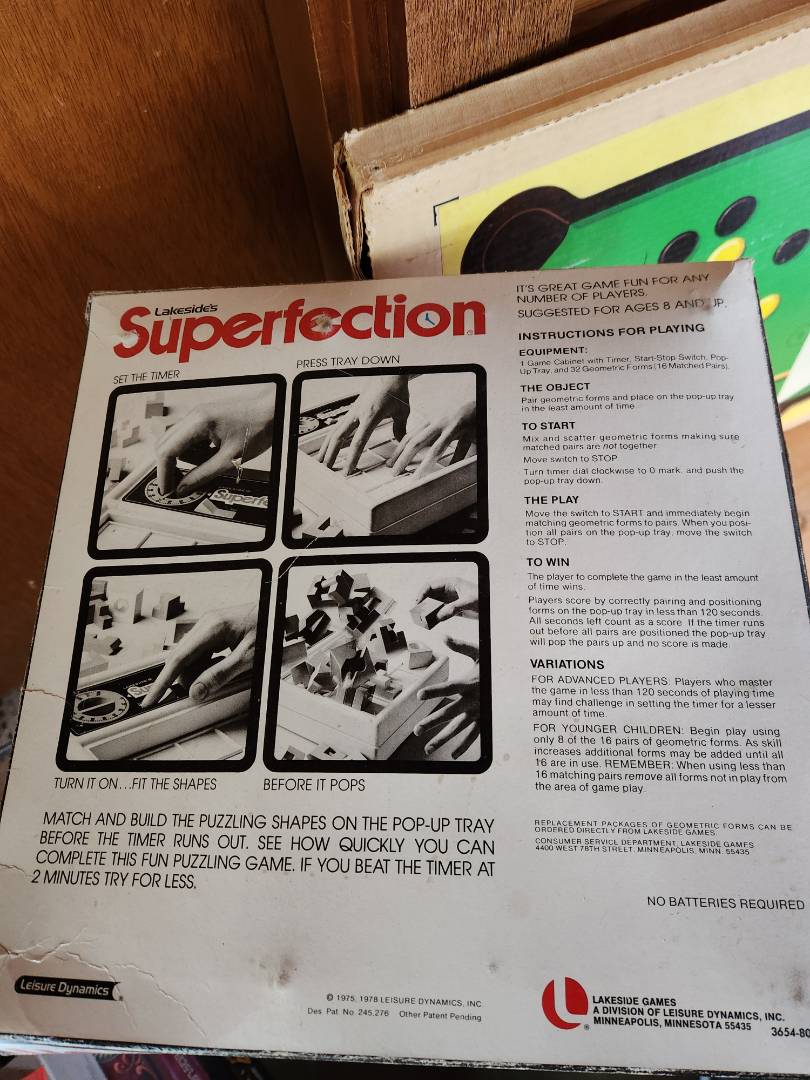 Lakeside's
Superfection
SET THE TIMER
PRESS TRAY DOWN
Superfe
TURN IT ON...FIT THE SHAPES
BEFORE IT POPS
MATCH AND BUILD THE PUZZLING SHAPES ON THE POP-UP TRAY
BEFORE THE TIMER RUNS OUT. SEE HOW QUICKLY YOU CAN
COMPLETE THIS FUN PUZZLING GAME. IF YOU BEAT THE TIMER AT
2 MINUTES TRY FOR LESS.
IT'S GREAT GAME FUN FOR ANY
NUMBER OF PLAYERS.
SUGGESTED FOR AGES 8 AND UP.
INSTRUCTIONS FOR PLAYING
EQUIPMENT:
1 Game Cabinet with Timer, Start-Stop Switch, Pop-
Up Tray, and 32 Geometric Forms (16 Matched Pairs).
THE OBJECT
Pair geometric forms and place on the pop-up tray
in the least amount of time.
TO START
Mix and scatter geometric forms making sure
matched pairs are not together.
Move switch to STOP.
Turn timer dial clockwise to 0 mark, and push the
pop-up tray down.
THE PLAY
Move the switch to START and immediately begin
matching geometric forms to pairs. When you posi-
tion all pairs on the pop-up tray, move the switch
to STOP.
TO WIN
The player to complete the game in the least amount
of time wins.
Players score by correctly pairing and positioning
forms on the pop-up tray in less than 120 seconds.
All seconds left count as a score. If the timer runs
out before all pairs are positioned the pop-up tray
will pop the pairs up and no score is made.
VARIATIONS
FOR ADVANCED PLAYERS: Players who master
the game in less than 120 seconds of playing time
may find challenge in setting the timer for a lesser
amount of time.
FOR YOUNGER CHILDREN: Begin play using
only 8 of the 16 pairs of geometric forms. As skill
increases additional forms may be added until all
16 are in use. REMEMBER: When using less than
16 matching pairs remove all forms not in play from
the area of game play.
REPLACEMENT PACKAGES OF GEOMETRIC FORMS CAN BE
ORDERED DIRECTLY FROM LAKESIDE GAMES.
CONSUMER SERVICE DEPARTMENT, LAKESIDE GAMES
4400 WEST 78TH STREET, MINNEAPOLIS, MINN. 55435
NO BATTERIES REQUIRED
Leisure Dynamics
© 1975, 1978 LEISURE DYNAMICS, INC.
Des. Pat. No. 245,276 Other Patent Pending
L
LAKESIDE GAMES
A DIVISION OF LEISURE DYNAMICS, INC.
MINNEAPOLIS, MINNESOTA 55435
3654-80